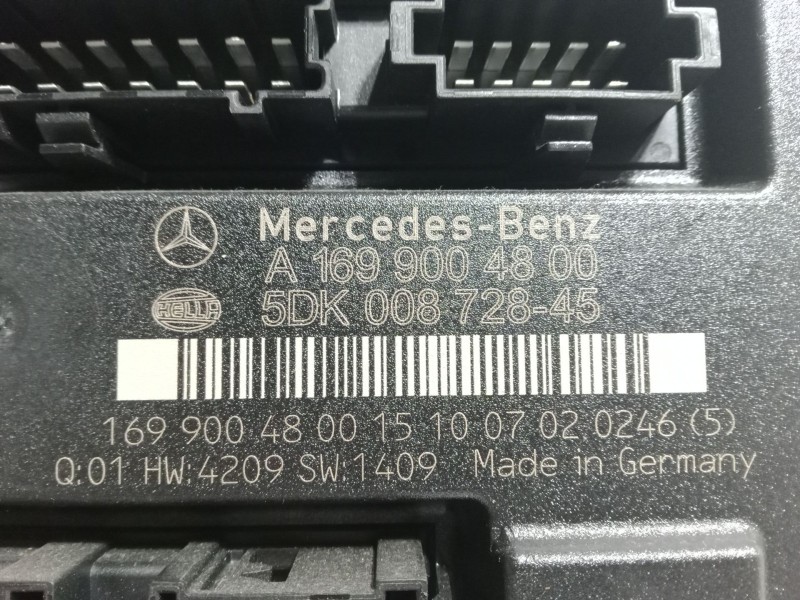 Mercedes-Benz
A 169 900 48 00
HELLA
5DK 008 728-45
169 900 48 00 15 10 07 02 0246 (5)
Q:01 HW:4209 SW:1409 Made in Germany